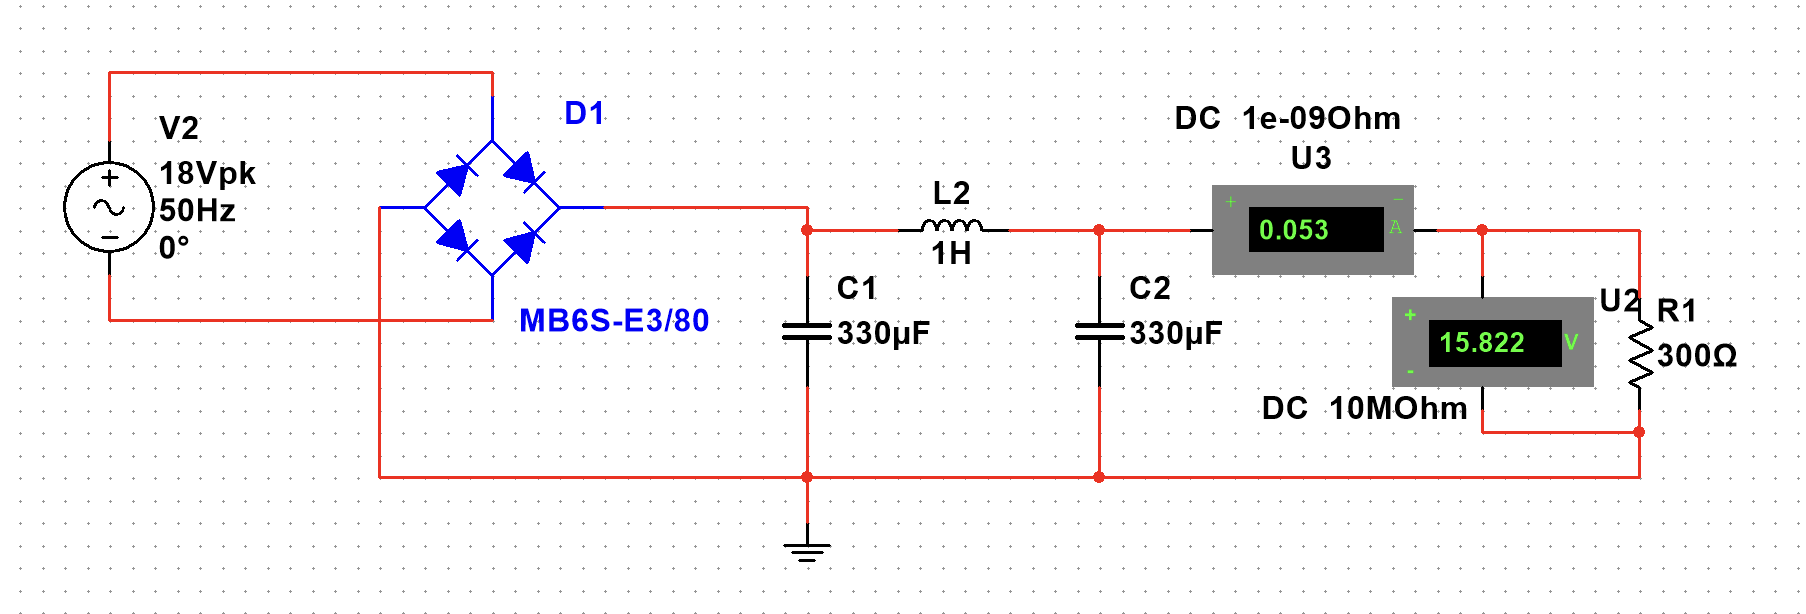 D1
DC 1e-09Ohm
U3
V2
18Vpk
50Hz
0°
+
~
−
L2
1H
+
−
0.053
A
C1
330µF
C2
330µF
U2
R1
300Ω
+
15.822
V
-
MB6S-E3/80
DC 10MOhm